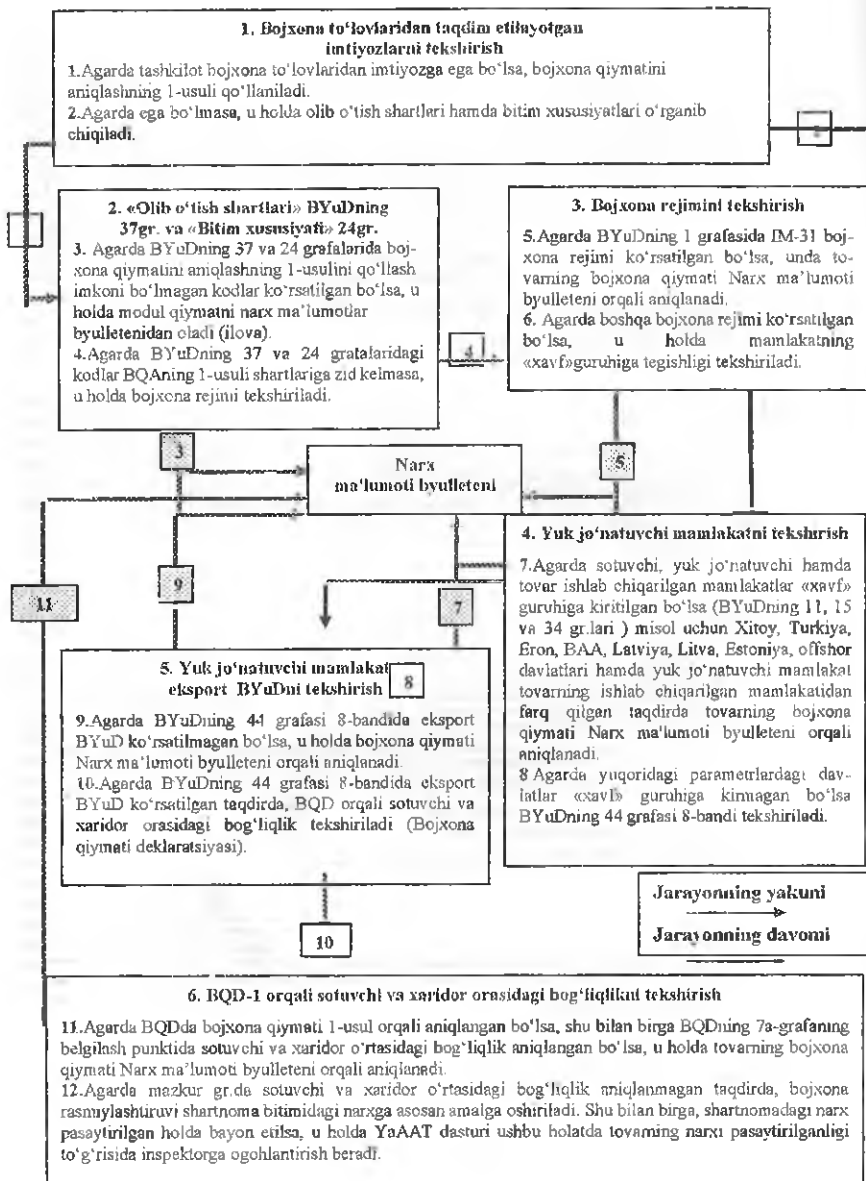 1. Bojxona to‘lovlaridan taqdim etilayotgan
imtiyozlarni tekshirish
1.Agarda tashkilot bojxona to‘lovlaridan imtiyozga ega bo‘lsa, bojxona qiymatini
aniqlashning 1-usuli qo‘llaniladi.
2.Agarda ega bo‘lmasa, u holda olib o‘tish shartlari hamda bitim xususiyatlari o‘rganib
chiqiladi.
2. «Olib o‘tish shartlari» BYuDning
37gr. va «Bitim xususiyati» 24gr.
3. Agarda BYuDning 37 va 24 grafalarida boj-
xona qiymatini aniqlashning 1-usulini qo‘llash
imkoni bo‘lmagan kodlar ko‘rsatilgan bo‘lsa, u
holda modul qiymatni narx ma’lumotlar
byulletenidan oladi (ilova).
4.Agarda BYuDning 37 va 24 gratalaridagi
kodlar BQAning 1-usuli shartlariga zid kelmasa,
u holda bojxona rejimi tekshiriladi.
4
3. Bojxona rejimini tekshirish
5.Agarda BYuDning 1 grafasida IM-31 boj-
xona rejimi ko‘rsatilgan bo‘lsa, unda to-
varning bojxona qiymati Narx ma’lumoti
byulleteni orqali aniqlanadi.
6. Agarda boshqa bojxona rejimi ko‘rsatilgan
bo‘lsa, u holda mamlakatning
«xavf»guruhiga tegishligi tekshiriladi.
3
Narx
ma’lumoti byulleteni
5
9
11
7
4. Yuk jo‘natuvchi mamlakatni tekshirish
7.Agarda sotuvchi, yuk jo‘natuvchi hamda
tovar ishlab chiqarilgan mamlakatlar «xavf»
guruhiga kiritilgan bo‘lsa (BYuDning 11, 15
va 34 gr.lari ) misol uchun Xitoy, Turkiya,
Eron, BAA, Latviya, Litva, Estoniya, offshor
davlatlari hamda yuk jo‘natuvchi mamlakat
tovarning ishlab chiqarilgan mamlakatidan
farq qilgan taqdirda tovarning bojxona
qiymati Narx ma’lumoti byulleteni orqali
aniqlanadi.
8 Agarda yuqoridagi parametrlardagi dav-
latlar «xavf» guruhiga kirmagan bo‘lsa
BYuDning 44 grafasi 8-bandi tekshiriladi.
5. Yuk jo‘natuvchi mamlakat
eksport BYuDni tekshirish
8
9.Agarda BYuDning 44 grafasi 8-bandida eksport
BYuD ko‘rsatilmagan bo‘lsa, u holda bojxona qiymati
Narx ma’lumoti byulleteni orqali aniqlanadi.
10.Agarda BYuDning 44 grafasi 8-bandida eksport
BYuD ko‘rsatilgan taqdirda, BQD orqali sotuvchi va
xaridor orasidagi bog‘liqlik tekshiriladi (Bojxona
qiymati deklaratsiyasi).
10
Jarayonning yakuni
Jarayonning davomi
6. BQD-1 orqali sotuvchi va xaridor orasidagi bog‘liqlikni tekshirish
11.Agarda BQDda bojxona qiymati 1-usul orqali aniqlangan bo‘lsa, shu bilan birga BQDning 7a-grafaning
belgilash punktida sotuvchi va xaridor o‘rtasidagi bog‘liqlik aniqlangan bo‘lsa, u holda tovarning bojxona
qiymati Narx ma’lumoti byulleteni orqali aniqlanadi.
12.Agarda mazkur gr.da sotuvchi va xaridor o‘rtasidagi bog‘liqlik aniqlanmagan taqdirda, bojxona
rasmiylashtiruvi shartnoma bitimidagi narxga asosan amalga oshiriladi. Shu bilan birga, shartnomadagi narx
pasaytirilgan holda bayon etilsa, u holda YaAAT dasturi ushbu holatda tovarning narxi pasaytirilganligi
to‘g‘risida inspektorga ogohlantirish beradi.